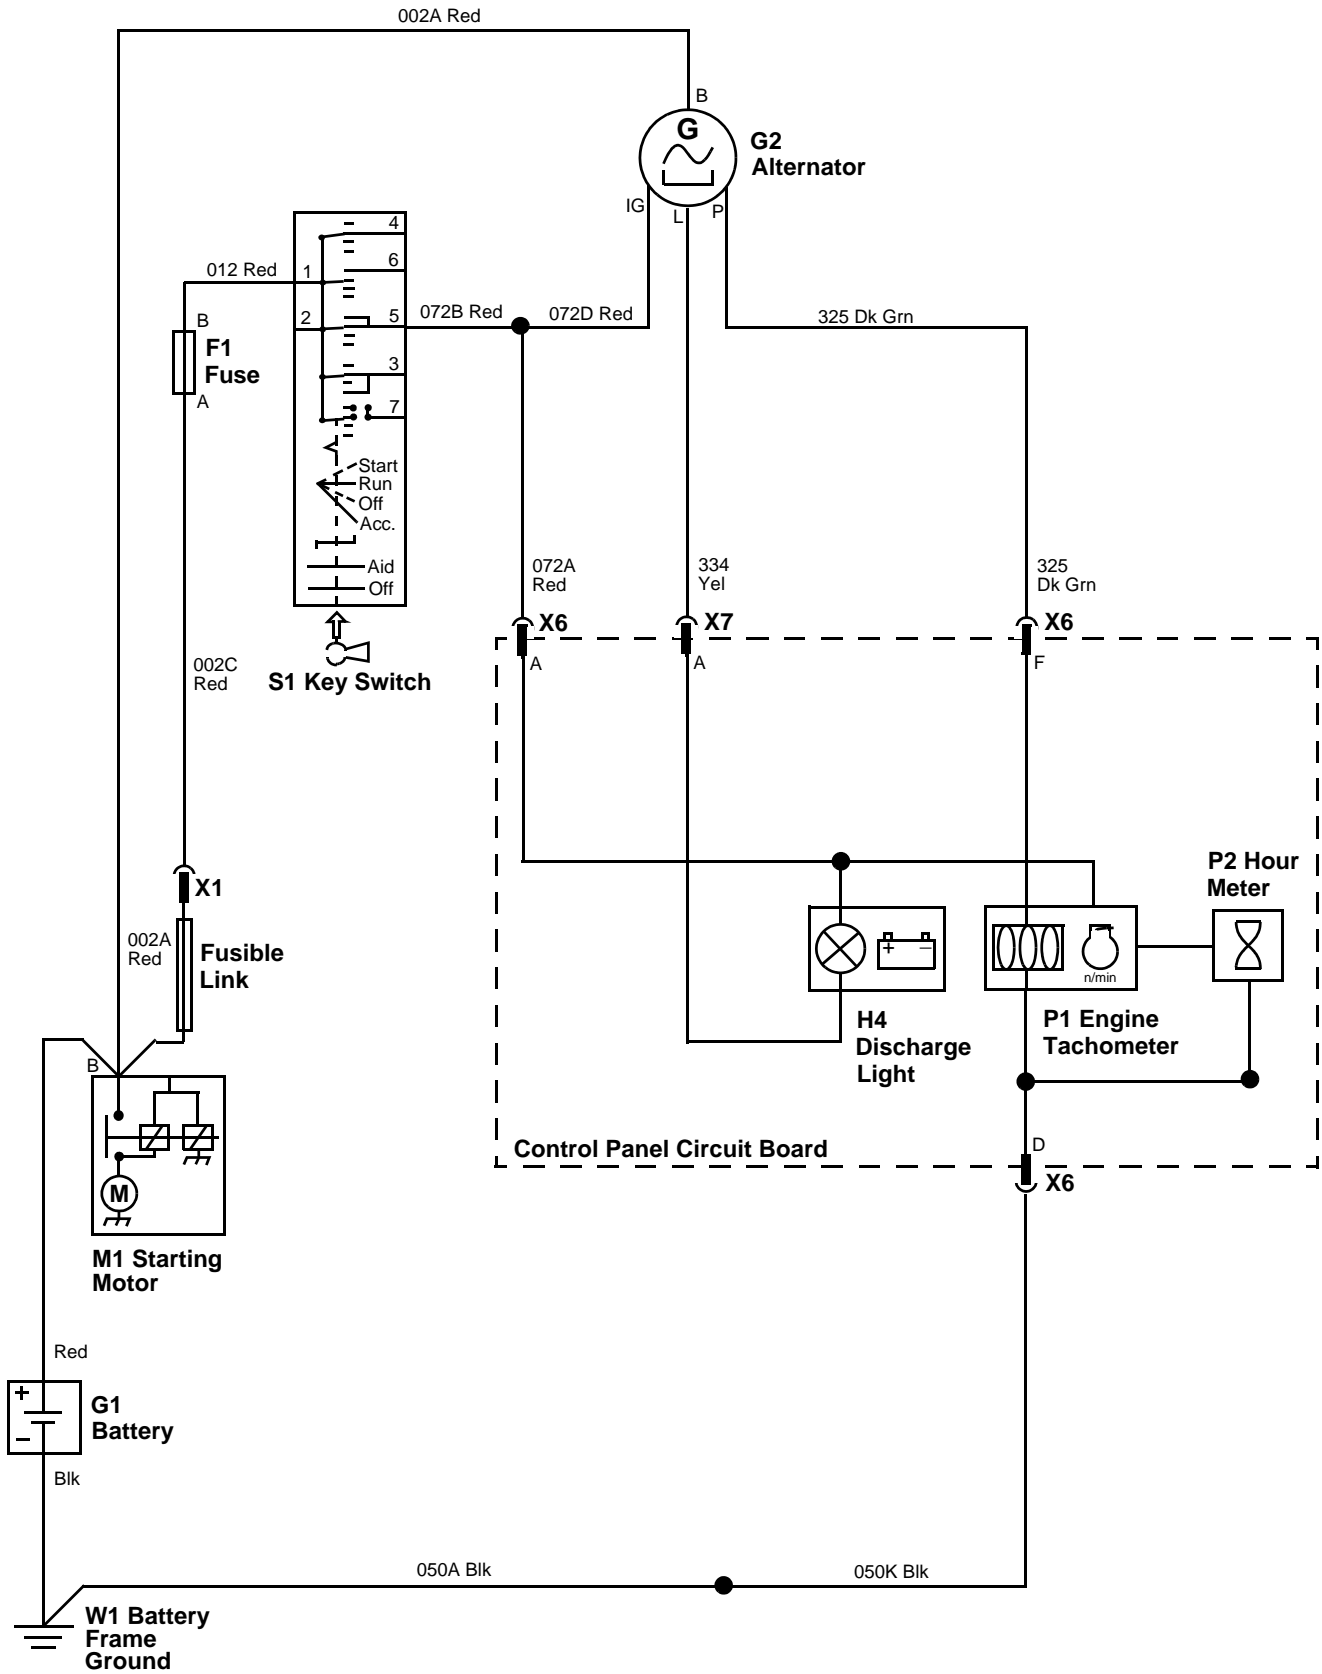 002A Red
B
G
G2
Alternator
IG
L
P
4
6
012 Red
1
2
5
072B Red
072D Red
325 Dk Grn
B
F1
Fuse
A
3
7
Start
Run
Off
Acc.
Aid
Off
S1 Key Switch
002C
Red
072A
Red
334
Yel
325
Dk Grn
X6
X7
X6
A
A
F
X1
002A
Red
Fusible
Link
P2 Hour
Meter
+
–
n/min
H4
Discharge
Light
P1 Engine
Tachometer
B
M
M1 Starting
Motor
Control Panel Circuit Board
D
X6
Red
+
–
G1
Battery
Blk
050A Blk
050K Blk
W1 Battery
Frame
Ground